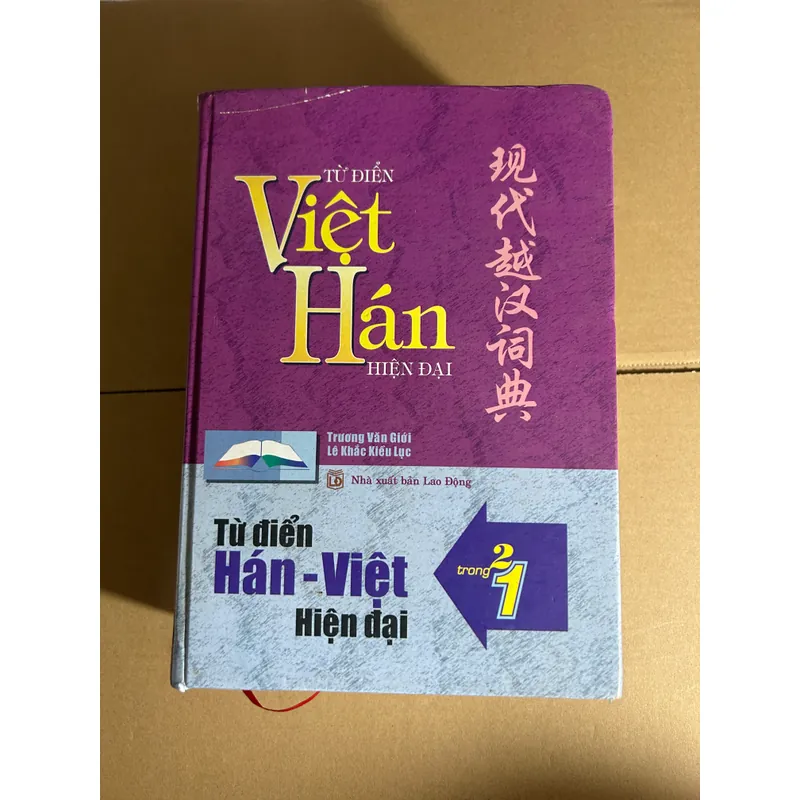 TỪ ĐIỂN
Việt
Hán
HIỆN ĐẠI
现代越汉词典
Trương Văn Giới
Lê Khắc Kiều Lục
LĐ
Nhà xuất bản Lao Động
Từ điển
Hán - Việt
Hiện đại
2 trong 1